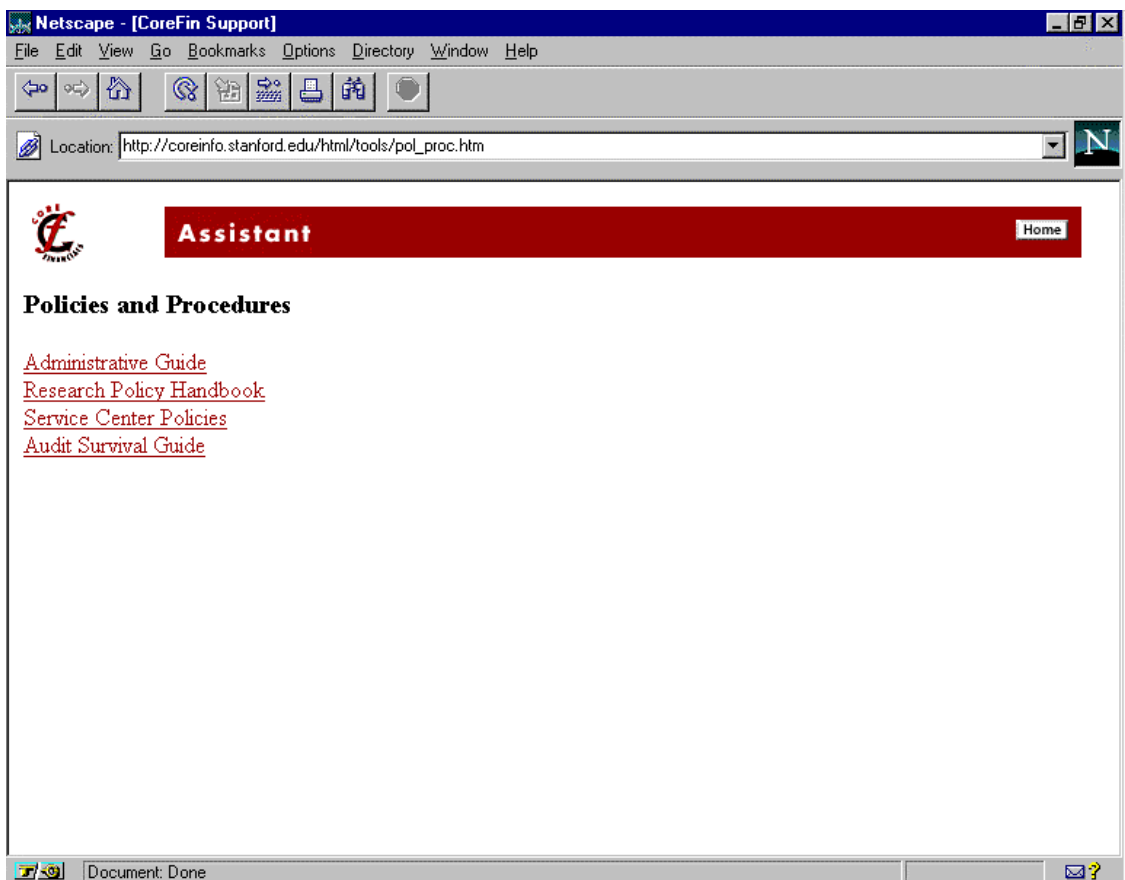 Netscape - [CoreFin Support]
File Edit View Go Bookmarks Options Directory Window Help
Location: http://coreinfo.stanford.edu/html/tools/pol_proc.htm
N
CORE
FINANCIALS
Assistant
Home
Policies and Procedures
Administrative Guide
Research Policy Handbook
Service Center Policies
Audit Survival Guide
Document: Done